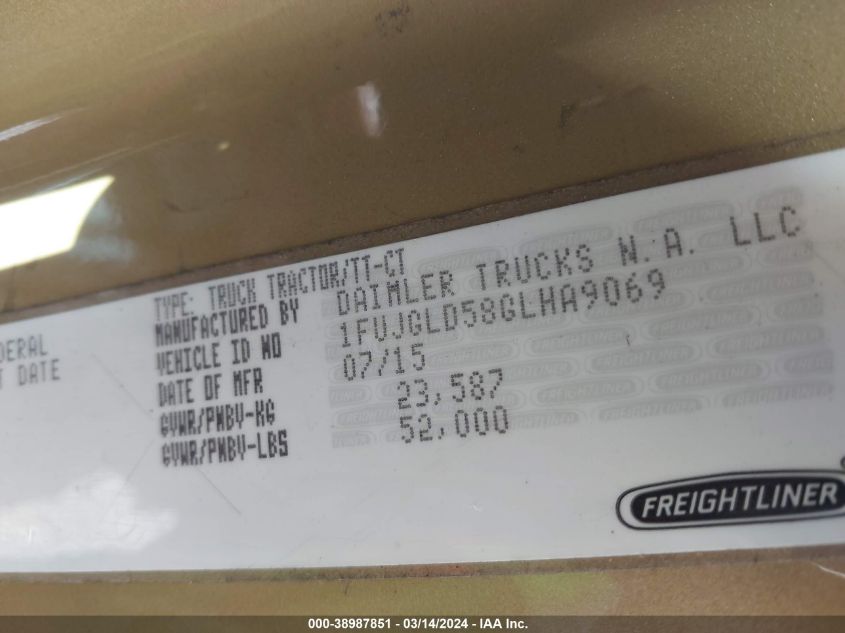 TYPE: TRUCK TRACTOR/TT-CT
MANUFACTURED BY DAIMLER TRUCKS N.A. LLC
VEHICLE ID NO 1FUJGLD58GLHA9069
DATE OF MFR 07/15
GVWR/PNBV-KG 23,587
GVWR/PNBV-LBS 52,000
DERAL
T DATE
FREIGHTLINER
000-38987851 - 03/14/2024 - IAA Inc.